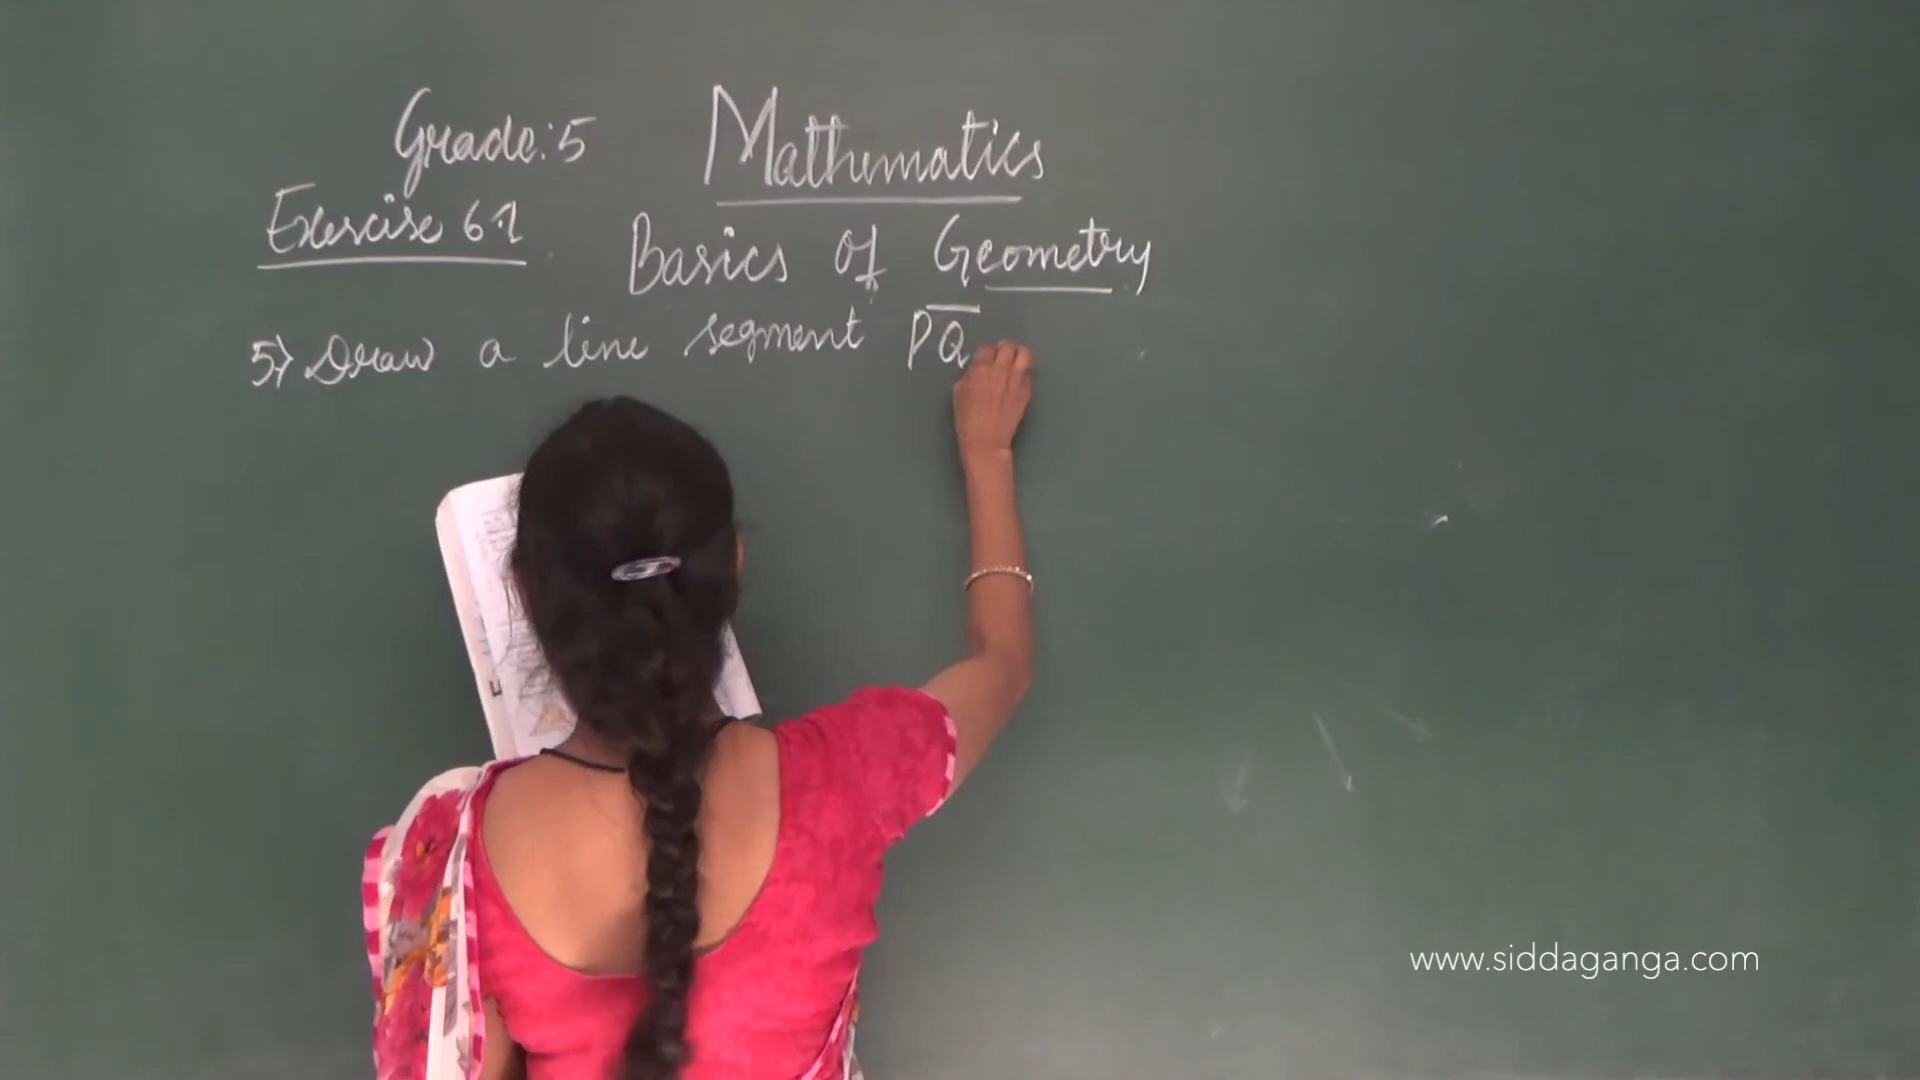 Grade:5 Mathematics
Exercise 6.1 Basics of Geometry
5) Draw a line segment PQ
www.siddaganga.com